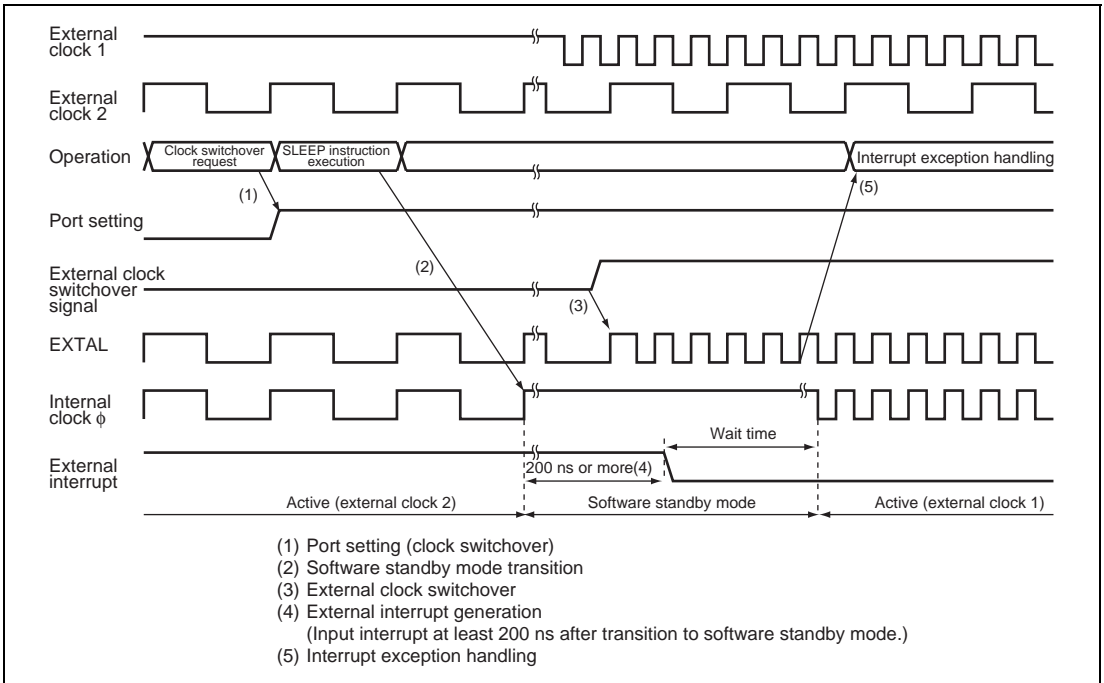 External
clock 1
External
clock 2
Operation
Clock switchover
request
SLEEP instruction
execution
Interrupt exception handling
(1)
(5)
Port setting
(2)
External clock
switchover
signal
(3)
EXTAL
Internal
clock ϕ
Wait time
External
interrupt
200 ns or more(4)
Active (external clock 2)
Software standby mode
Active (external clock 1)
(1) Port setting (clock switchover)
(2) Software standby mode transition
(3) External clock switchover
(4) External interrupt generation
(Input interrupt at least 200 ns after transition to software standby mode.)
(5) Interrupt exception handling